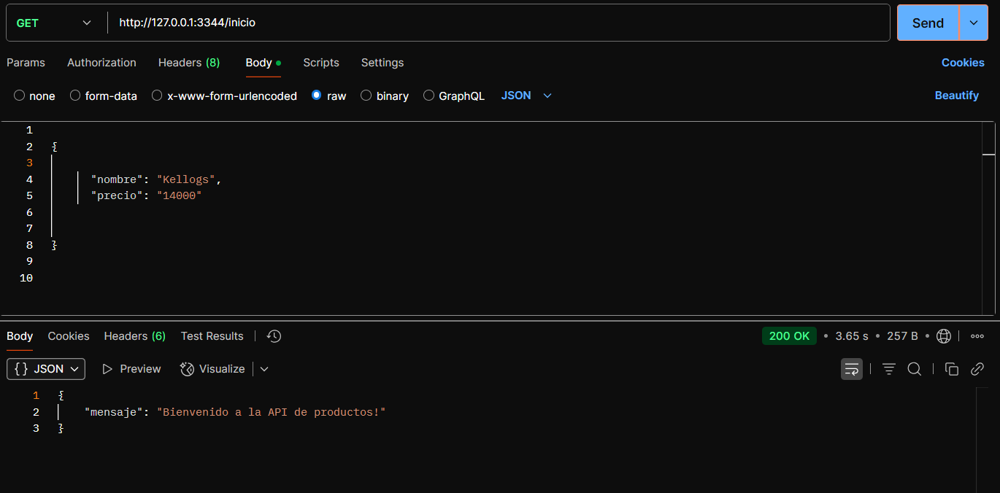 GET http://127.0.0.1:3344/inicio Send
Params Authorization Headers (8) Body Scripts Settings Cookies
none form-data x-www-form-urlencoded raw binary GraphQL JSON Beautify
1
2 {
3
4 "nombre": "Kellogs",
5 "precio": "14000"
6
7
8 }
9
10
Body Cookies Headers (6) Test Results 200 OK • 3.65 s • 257 B •
{} JSON Preview Visualize
1 {
2 "mensaje": "Bienvenido a la API de productos!"
3 }